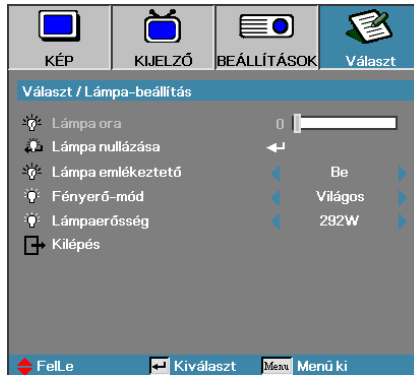 KÉP KIJELZŐ BEÁLLÍTÁSOK Választ
Választ / Lámpa-beállítás
Lámpa ora 0
Lámpa nullázása
Lámpa emlékeztető Be
Fényerő-mód Világos
Lámpaerősség 292W
Kilépés
FelLe Kiválaszt Menu Menü ki